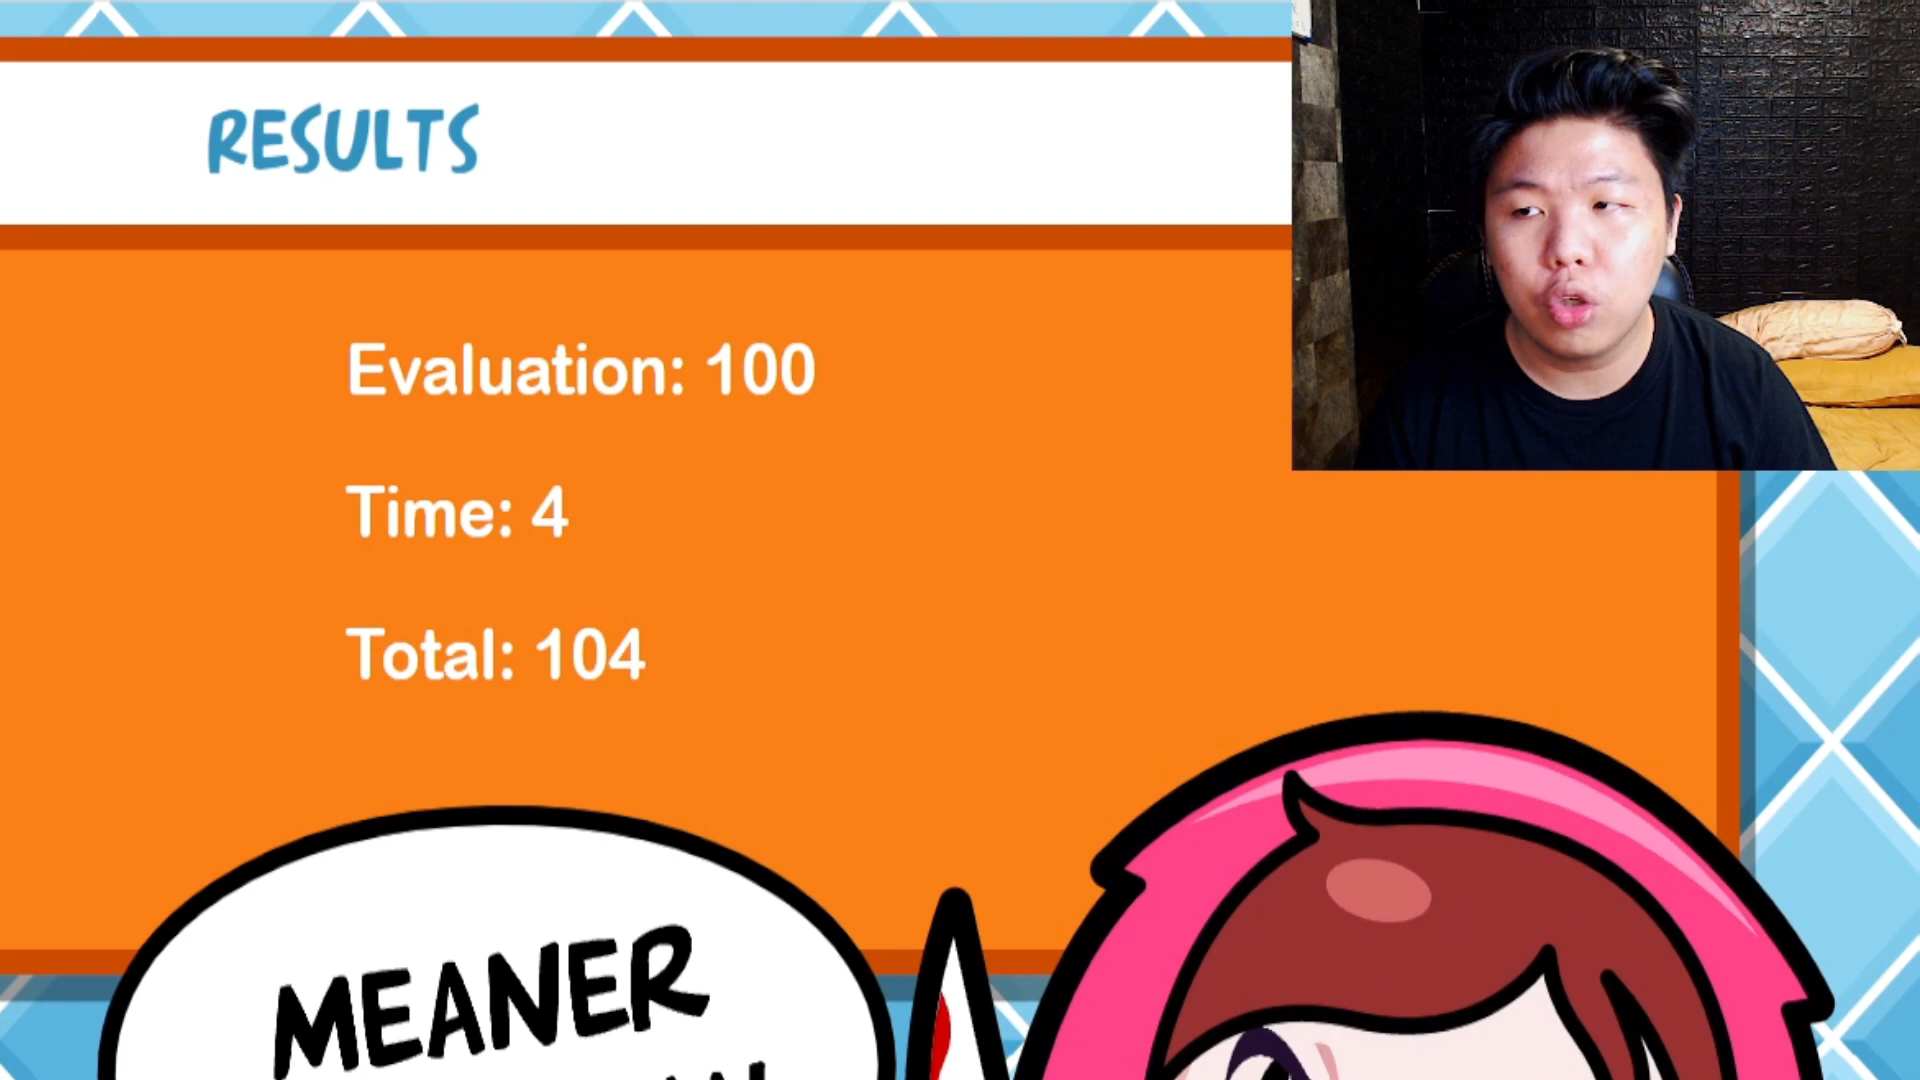 RESULTS
Evaluation: 100
Time: 4
Total: 104
MEANER